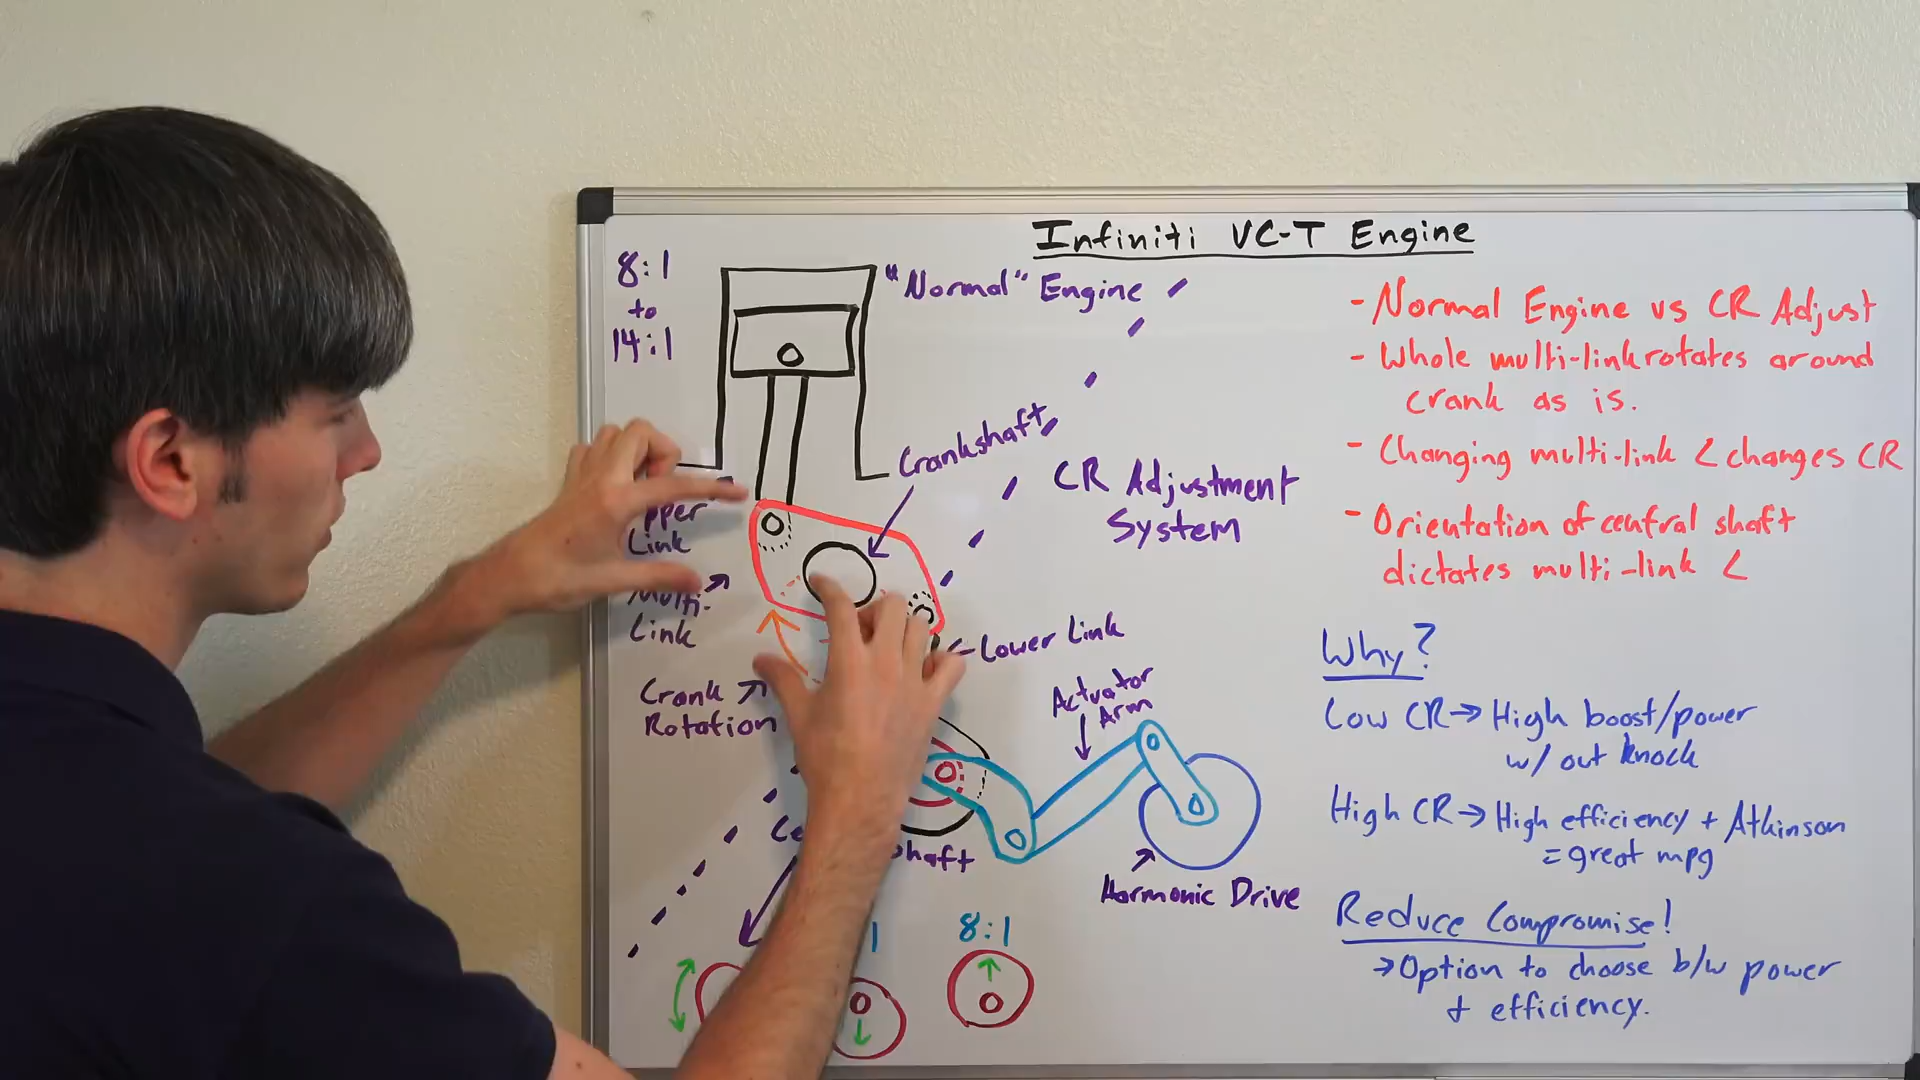 Infiniti VC-T Engine
8:1
to
14:1
"Normal" Engine
Crankshaft
CR Adjustment
System
Link
Multi-
Link
Lower Link
Crank
Rotation
Actuator
Arm
Harmonic Drive
8:1
- Normal Engine vs CR Adjust
- Whole multi-link rotates around
crank as is.
- Changing multi-link < changes CR
- Orientation of central shaft
dictates multi-link <
Why?
Low CR → High boost/power
w/out knock
High CR → High efficiency + Atkinson
= great mpg
Reduce Compromise!
→ Option to choose b/w power
+ efficiency.